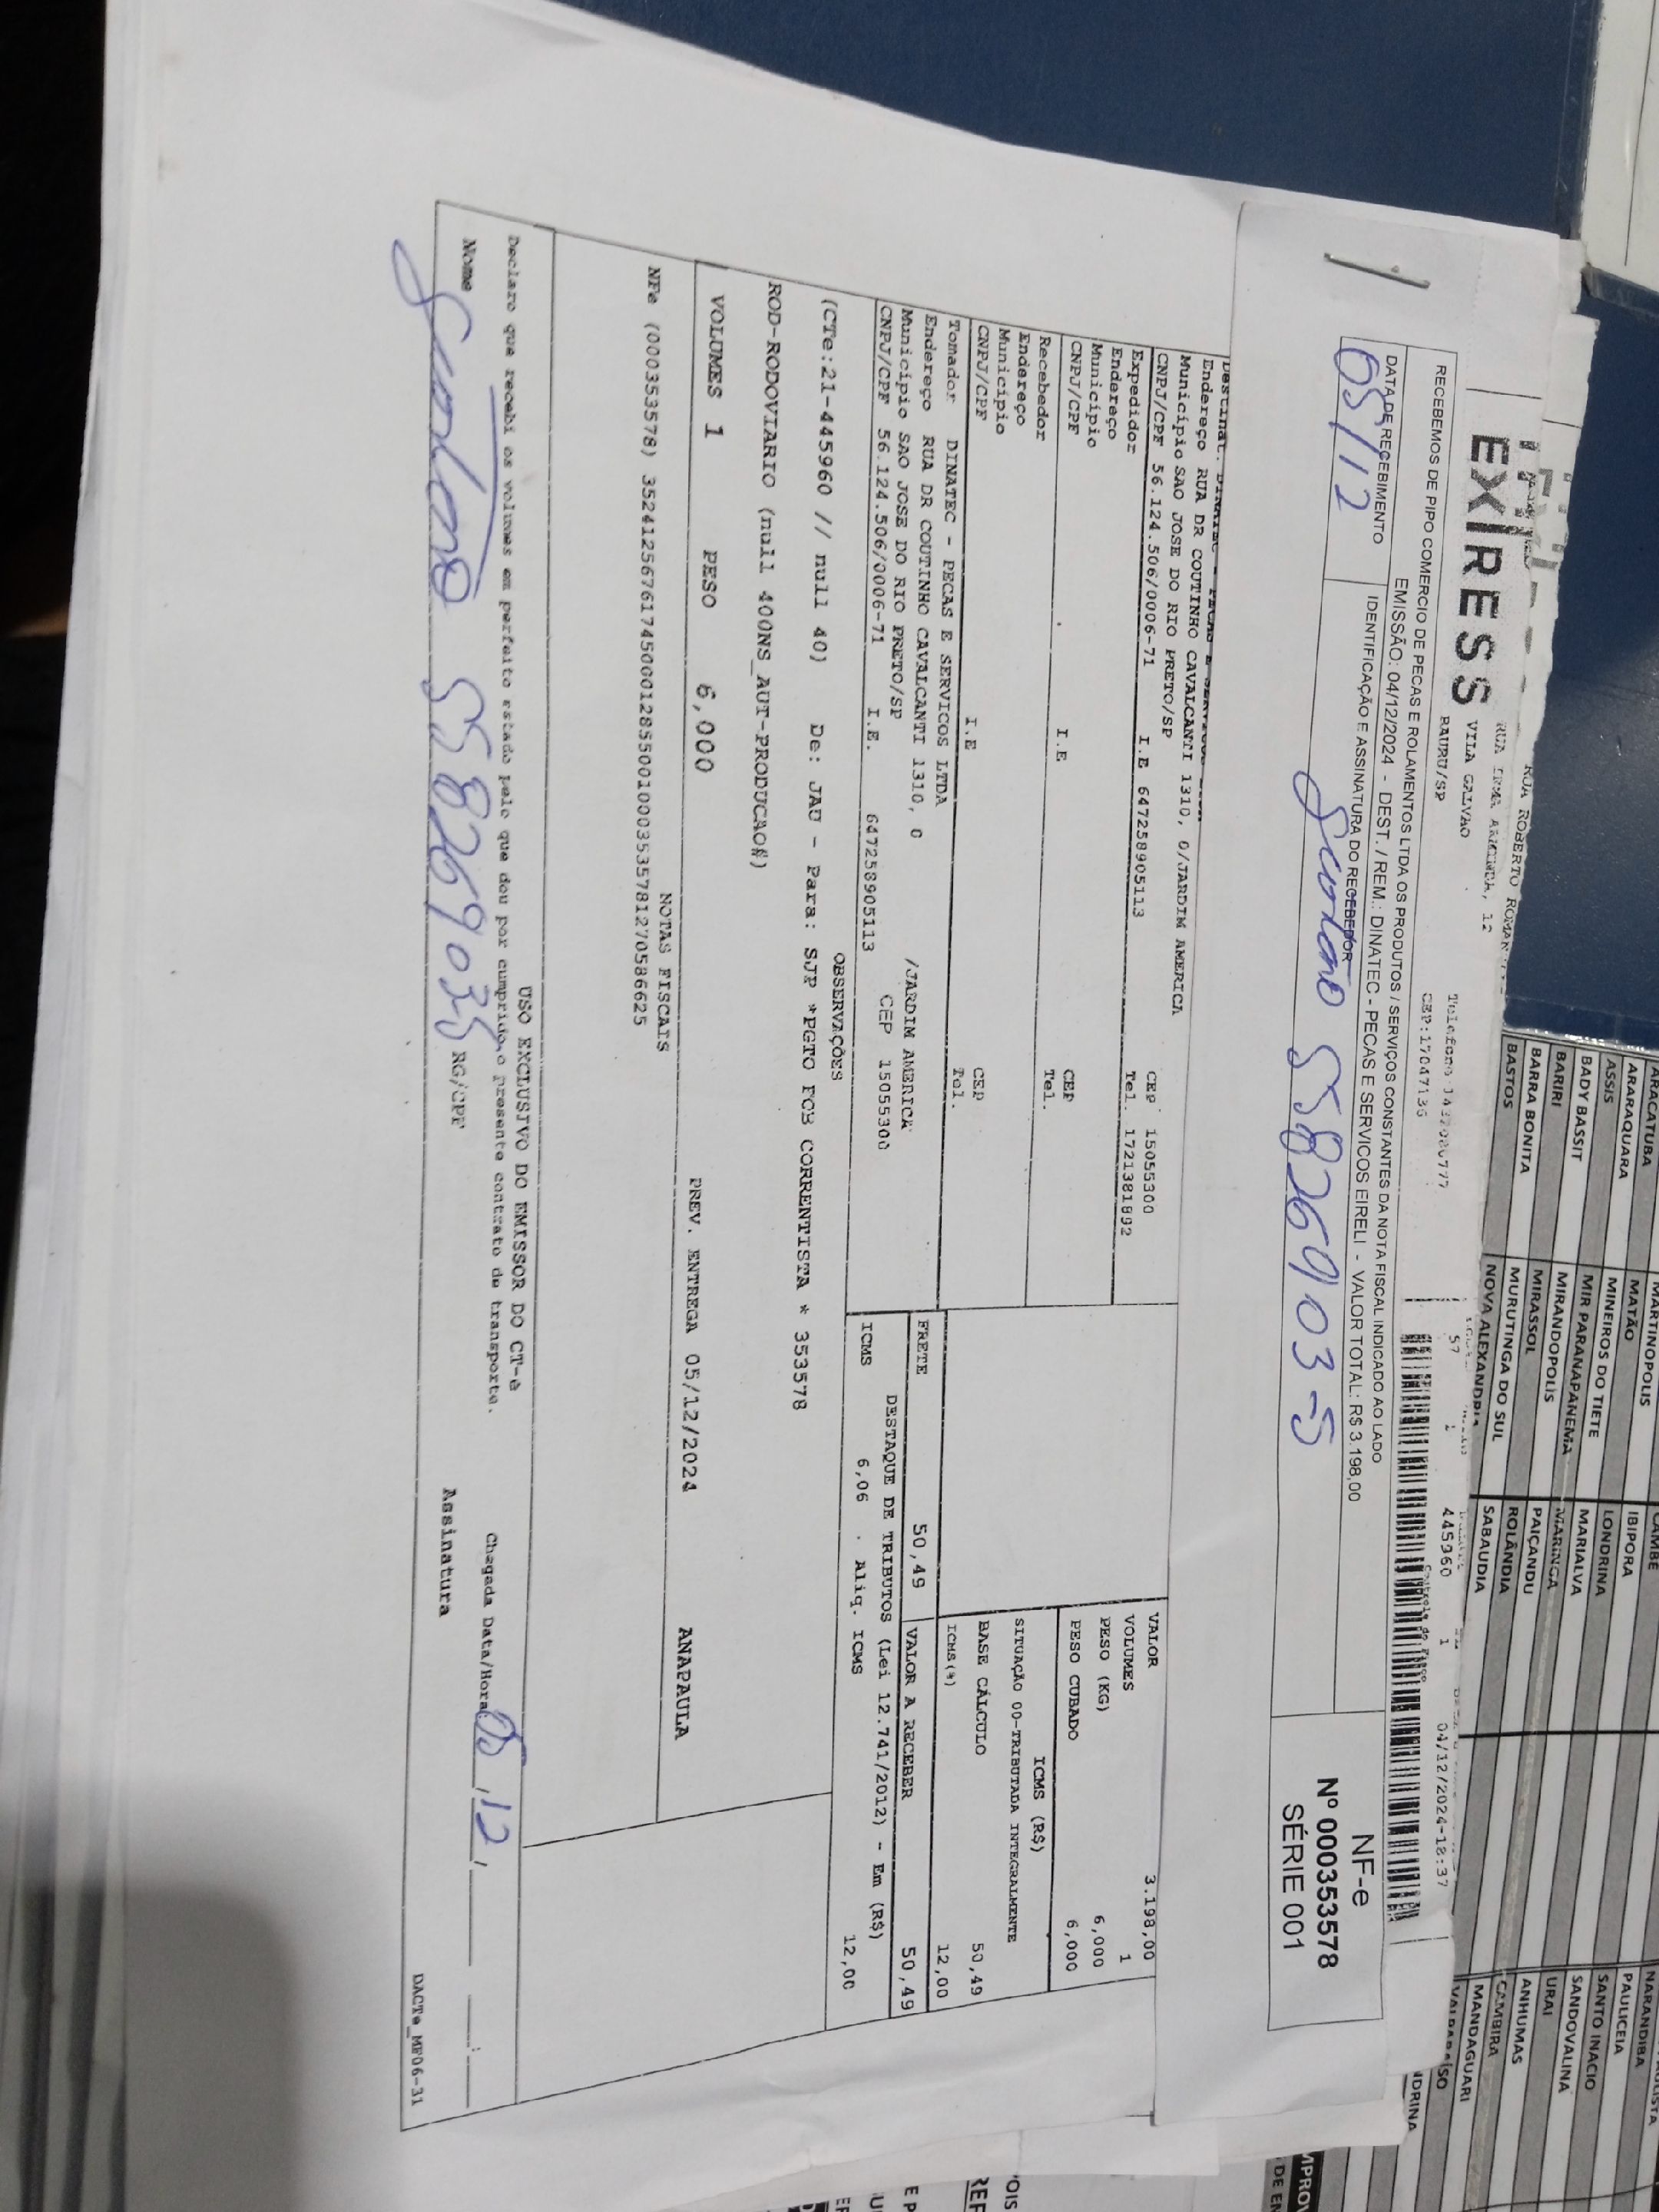 EXPRESS
VILA GALVAO
BAURU/SP
CEP:17047135
57 1 445960 1 04/12/2024-18:37
RECEBEMOS DE PIPO COMERCIO DE PECAS E ROLAMENTOS LTDA OS PRODUTOS / SERVIÇOS CONSTANTES DA NOTA FISCAL INDICADO AO LADO
EMISSÃO: 04/12/2024 - DEST. / REM.: DINATEC - PECAS E SERVICOS EIRELI - VALOR TOTAL: R$ 3.198,00
DATA DE RECEBIMENTO
05/12
IDENTIFICAÇÃO E ASSINATURA DO RECEBEDOR
55826903-5
NF-e
Nº 000353578
SÉRIE 001
Endereço RUA DR COUTINHO CAVALCANTI 1310, 0/JARDIM AMERICA
Município SAO JOSE DO RIO PRETO/SP CEP 15055300
CNPJ/CPF 56.124.506/0006-71 I.E 647258905113 Tel. 1721381892
Expedidor
Endereço
Município CEP
CNPJ/CPF I.E Tel.
Recebedor
Endereço
Município CEP
CNPJ/CPF I.E Tel.
Tomador DINATEC - PECAS E SERVICOS LTDA
Endereço RUA DR COUTINHO CAVALCANTI 1310, 0 /JARDIM AMERICA
Município SAO JOSE DO RIO PRETO/SP CEP 15055300
CNPJ/CPF 56.124.506/0006-71 I.E. 647258905113
VALOR 3.198,00
VOLUMES 1
PESO (KG) 6,000
PESO CUBADO 6,000
ICMS (R$)
SITUAÇÃO 00-TRIBUTADA INTEGRALMENTE
BASE CÁLCULO 50,49
ICMS(%) 12,00
FRETE 50,49 VALOR A RECEBER 50,49
DESTAQUE DE TRIBUTOS (Lei 12.741/2012) - Em (R$)
ICMS 6,06 . Aliq. ICMS 12,00
OBSERVAÇÕES
(CTe:21-445960 // null 40) De: JAU - Para: SJP *PGTO FOB CORRENTISTA * 353578
ROD-RODOVIARIO (null 400NS_AUT-PRODUCAO#)
VOLUMES 1 PESO 6,000 PREV. ENTREGA 05/12/2024 ANAPAULA
NOTAS FISCAIS
NFe (000353578) 35241256761745000128550010003535781270586625
USO EXCLUSIVO DO EMISSOR DO CT-e
Declaro que recebi os volumes em perfeito estado pelo que dou por cumprido o presente contrato de transporte.
Chegada Data/Hora 05/12/
Nome 55826903-5 RG/CPF Assinatura
DACTe_MF06-31
ARACATUBA
ARARAQUARA
ASSIS
BADY BASSIT
BARIRI
BARRA BONITA
BASTOS
MARTINOPOLIS
MATÃO
MINEIROS DO TIETE
MIR PARANAPANEMA
MIRANDOPOLIS
MIRASSOL
MURUTINGA DO SUL
NOVA ALEXANDRIA
CAMBE
IBIPORA
LONDRINA
MARIALVA
MARINGA
PAIÇANDU
ROLÂNDIA
SABAUDIA
NARANDIBA
PAULICEIA
SANTO INACIO
SANDOVALINA
URAI
ANHUMAS
CAMBIRA
MANDAGUARI